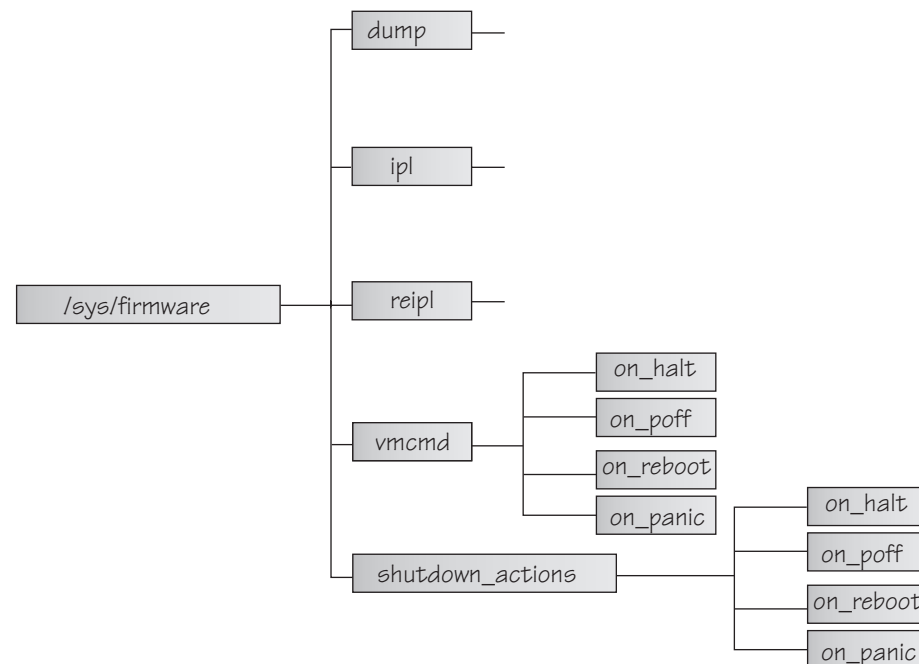 dump
ipl
/sys/firmware
reipl
vmcmd
on_halt
on_poff
on_reboot
on_panic
shutdown_actions
on_halt
on_poff
on_reboot
on_panic